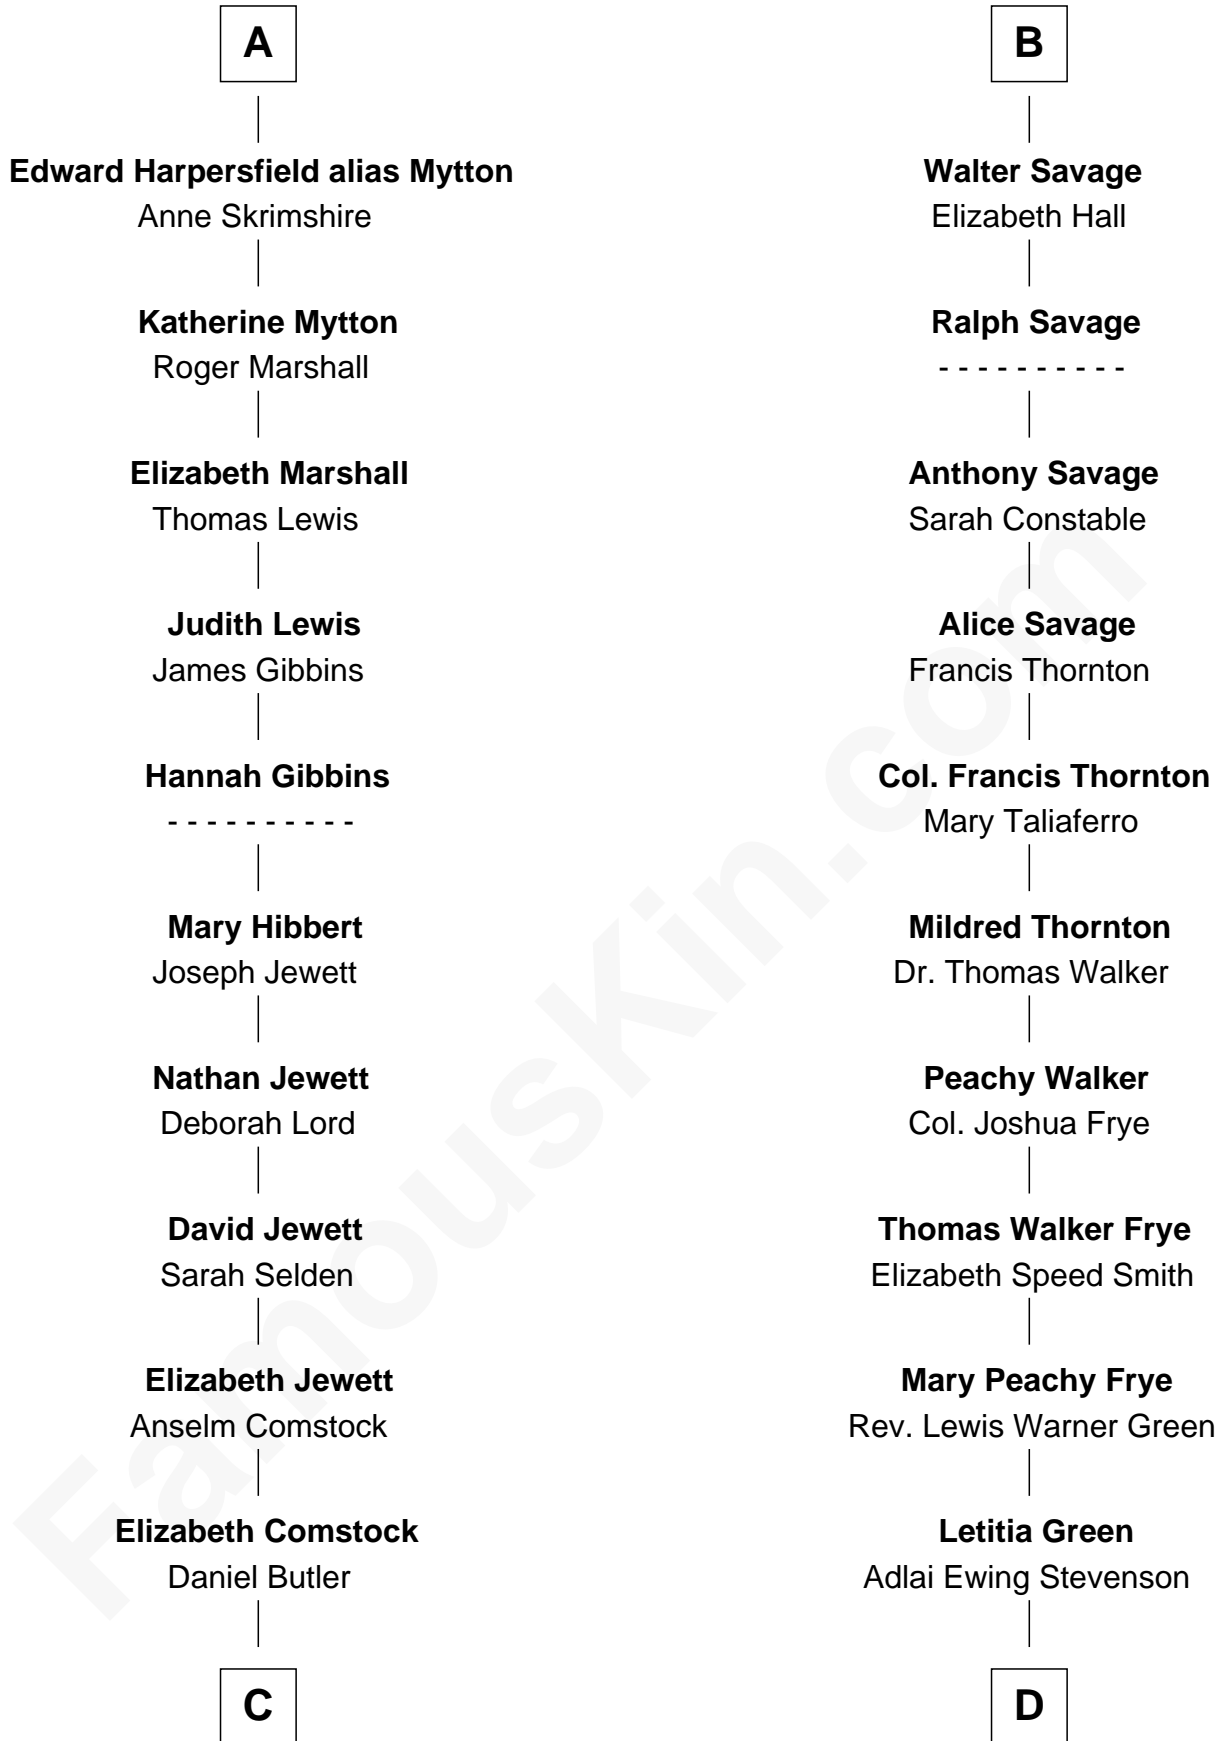 A
Edward Harpersfield alias Mytton
Anne Skrimshire
Katherine Mytton
Roger Marshall
Elizabeth Marshall
Thomas Lewis
Judith Lewis
James Gibbins
Hannah Gibbins
- - - - - - - - - -
Mary Hibbert
Joseph Jewett
Nathan Jewett
Deborah Lord
David Jewett
Sarah Selden
Elizabeth Jewett
Anselm Comstock
Elizabeth Comstock
Daniel Butler
C
B
Walter Savage
Elizabeth Hall
Ralph Savage
- - - - - - - - - -
Anthony Savage
Sarah Constable
Alice Savage
Francis Thornton
Col. Francis Thornton
Mary Taliaferro
Mildred Thornton
Dr. Thomas Walker
Peachy Walker
Col. Joshua Frye
Thomas Walker Frye
Elizabeth Speed Smith
Mary Peachy Frye
Rev. Lewis Warner Green
Letitia Green
Adlai Ewing Stevenson
D
FamousKin.com